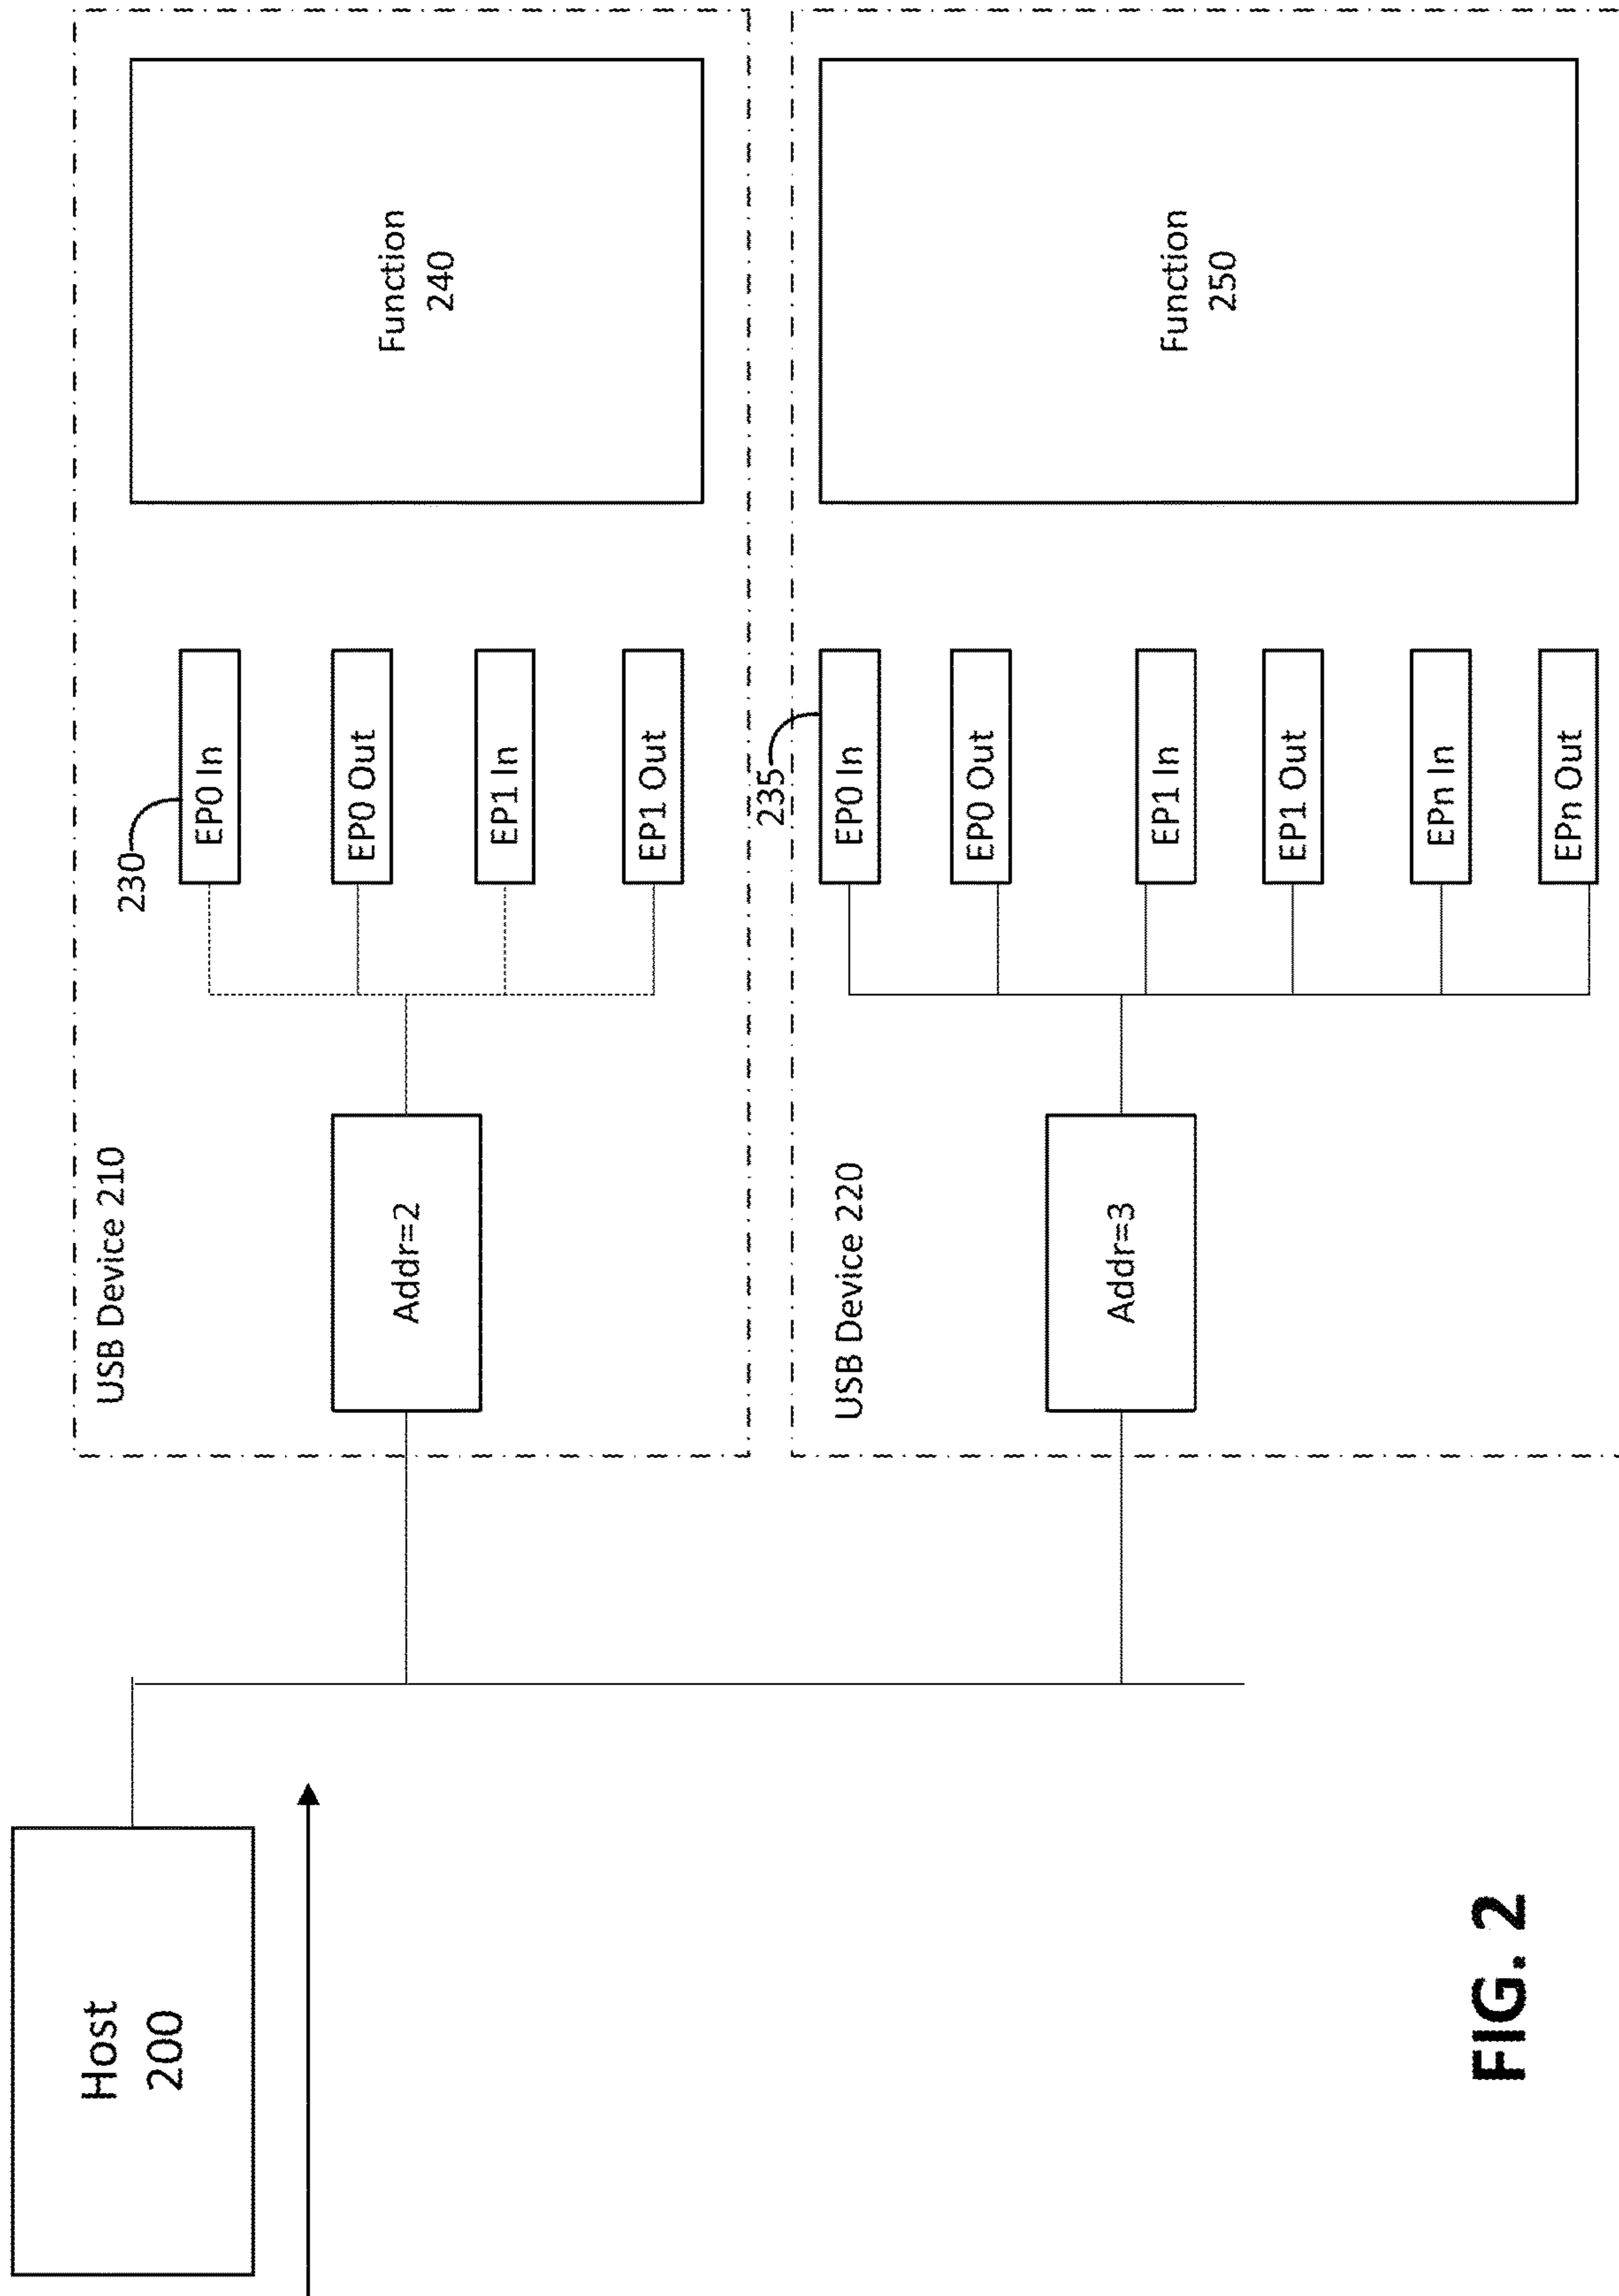 Host
200
USB Device 210
Addr=2
230
EP0 In
EP0 Out
EP1 In
EP1 Out
Function
240
USB Device 220
Addr=3
235
EP0 In
EP0 Out
EP1 In
EP1 Out
EPn In
EPn Out
Function
250
FIG. 2